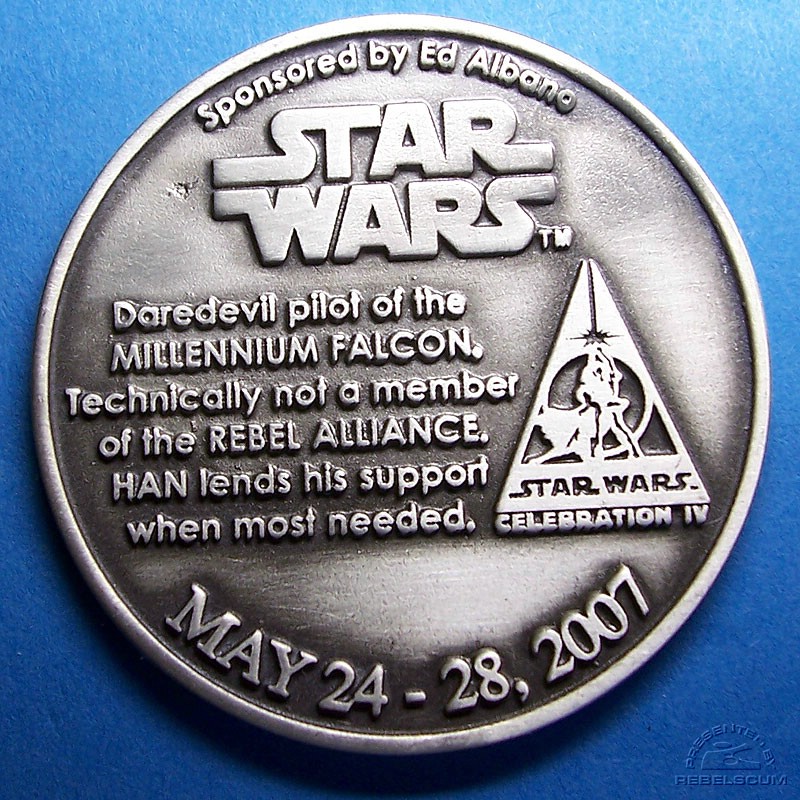 Sponsored by Ed Albano
STAR
WARS TM
Daredevil pilot of the
MILLENNIUM FALCON.
Technically not a member
of the REBEL ALLIANCE.
HAN lends his support
when most needed.
STAR WARS
CELEBRATION IV
MAY 24 - 28, 2007
PRESENTED BY
REBELSCUM